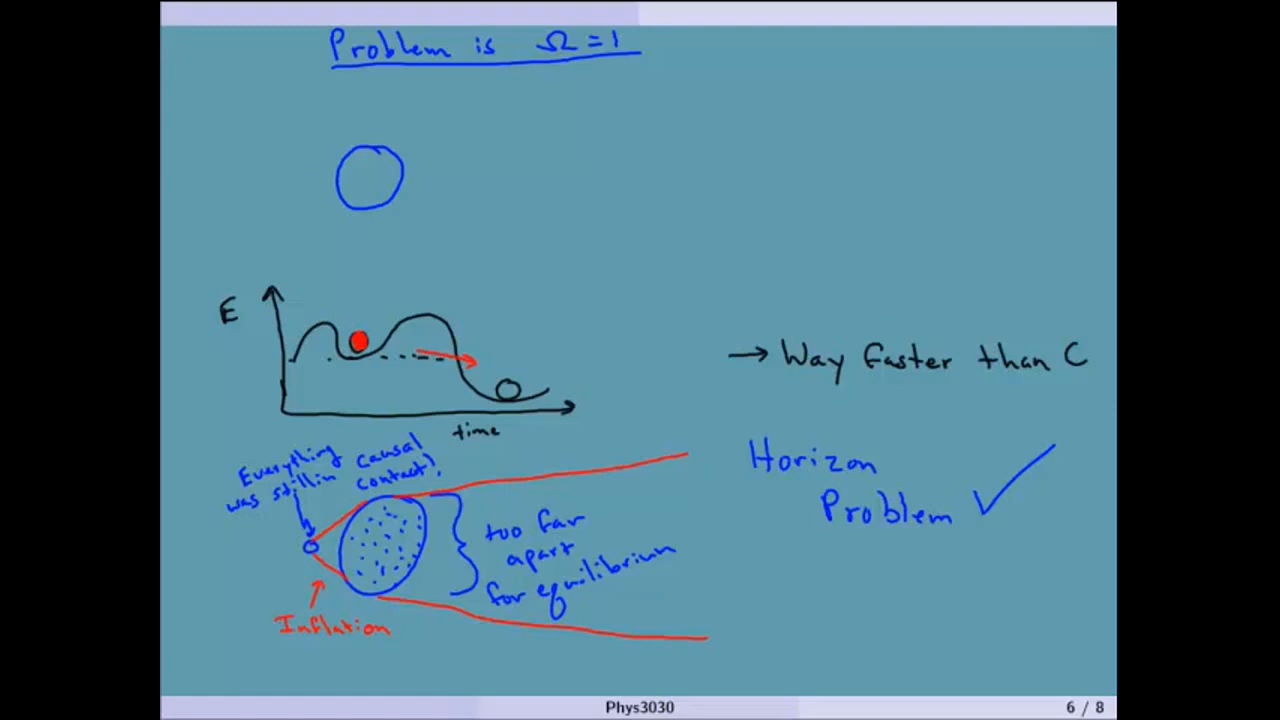 Problem is Ω = 1
E
time
→ Way faster than C
Everything
was still in causal
contact!
too far
apart
for equilibrium
Inflation
Horizon
Problem ✓
Phys3030
6 / 8